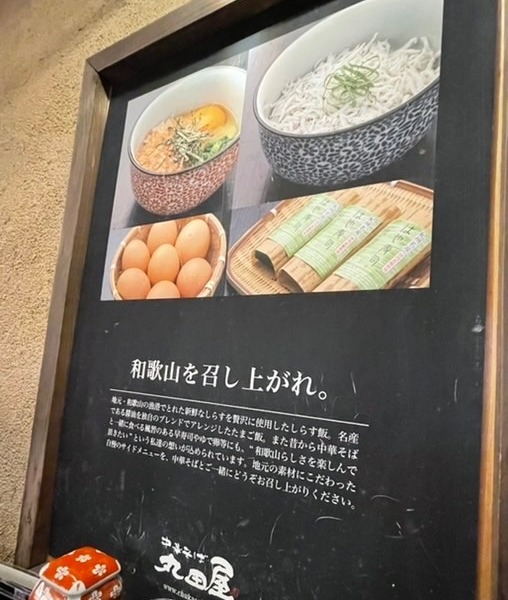 和歌山を召し上がれ。
地元・和歌山の漁港でとれた新鮮なしらすを贅沢に使用したしらす飯。名産
である醤油を独自のブレンドでアレンジしたたまご飯。また昔から中華そば
と一緒に食べる風習のある早寿司やゆで卵等にも、“和歌山らしさを楽しんで
頂きたい”という私達の想いが込められています。地元の素材にこだわった
自慢のサイドメニューを、中華そばとご一緒にどうぞお召し上がりください。
中華そば
丸田屋